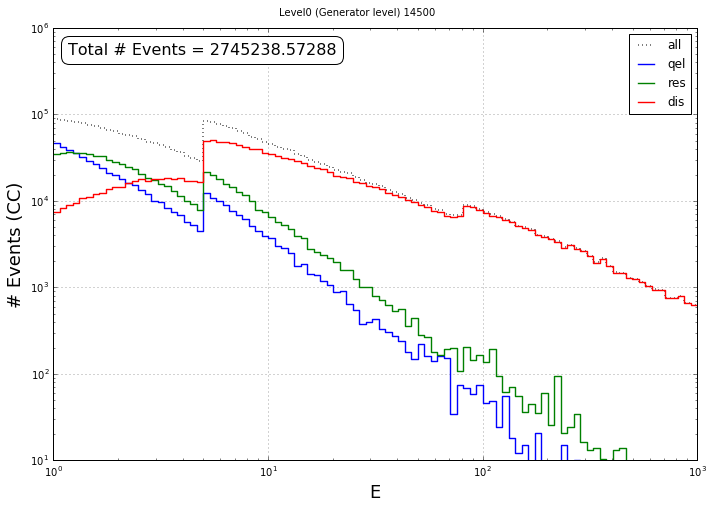 Level0 (Generator level) 14500
Total # Events = 2745238.57288
all
qel
res
dis
# Events (CC)
10^6
10^5
10^4
10^3
10^2
10^1
10^0
10^1
10^2
10^3
E